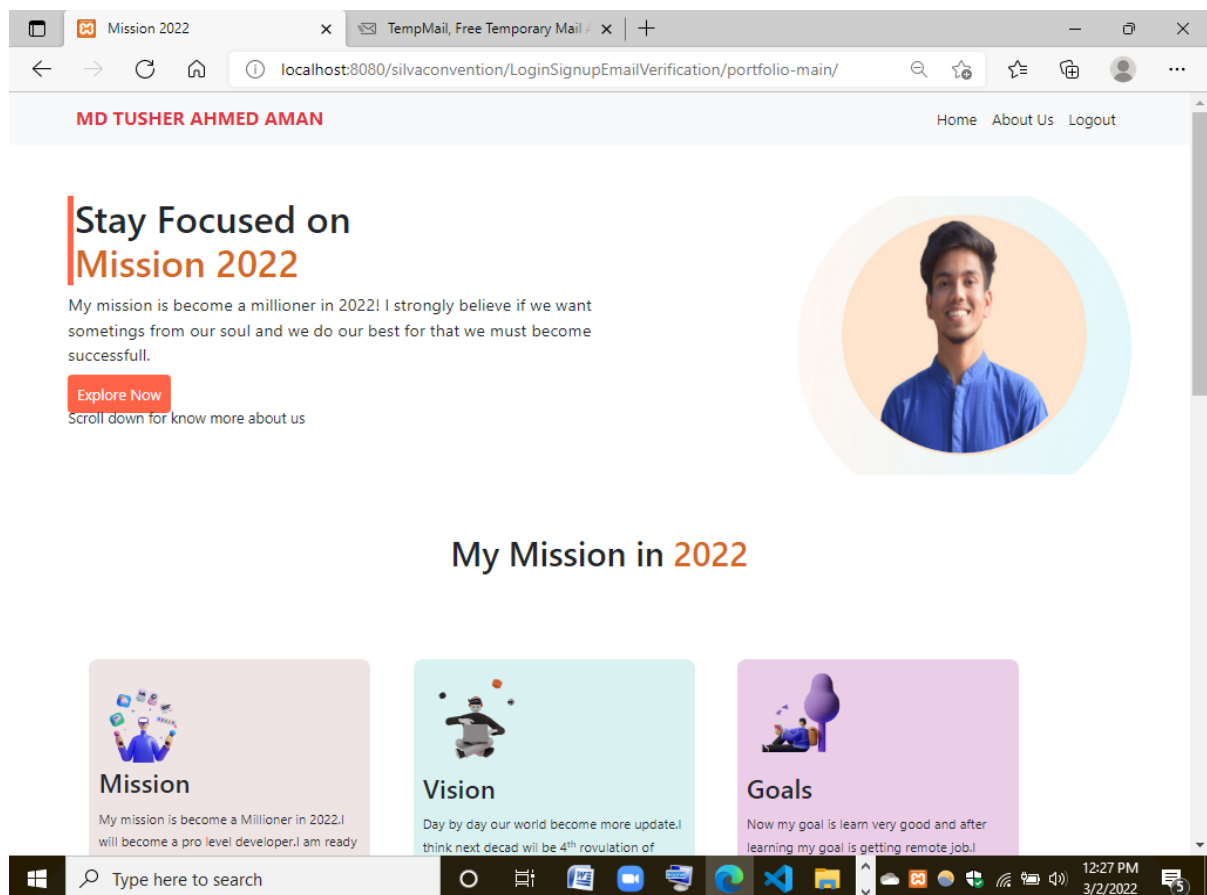 Mission 2022
TempMail, Free Temporary Mail
localhost:8080/silvaconvention/LoginSignupEmailVerification/portfolio-main/
MD TUSHER AHMED AMAN
Home About Us Logout
Stay Focused on
Mission 2022
My mission is become a millioner in 2022! I strongly believe if we want
sometings from our soul and we do our best for that we must become
successfull.
Explore Now
Scroll down for know more about us
My Mission in 2022
Mission
My mission is become a Millioner in 2022.I
will become a pro level developer.I am ready
Vision
Day by day our world become more update.I
think next decad wil be 4th rovulation of
Goals
Now my goal is learn very good and after
learning my goal is getting remote job.I
Type here to search
12:27 PM
3/2/2022
5